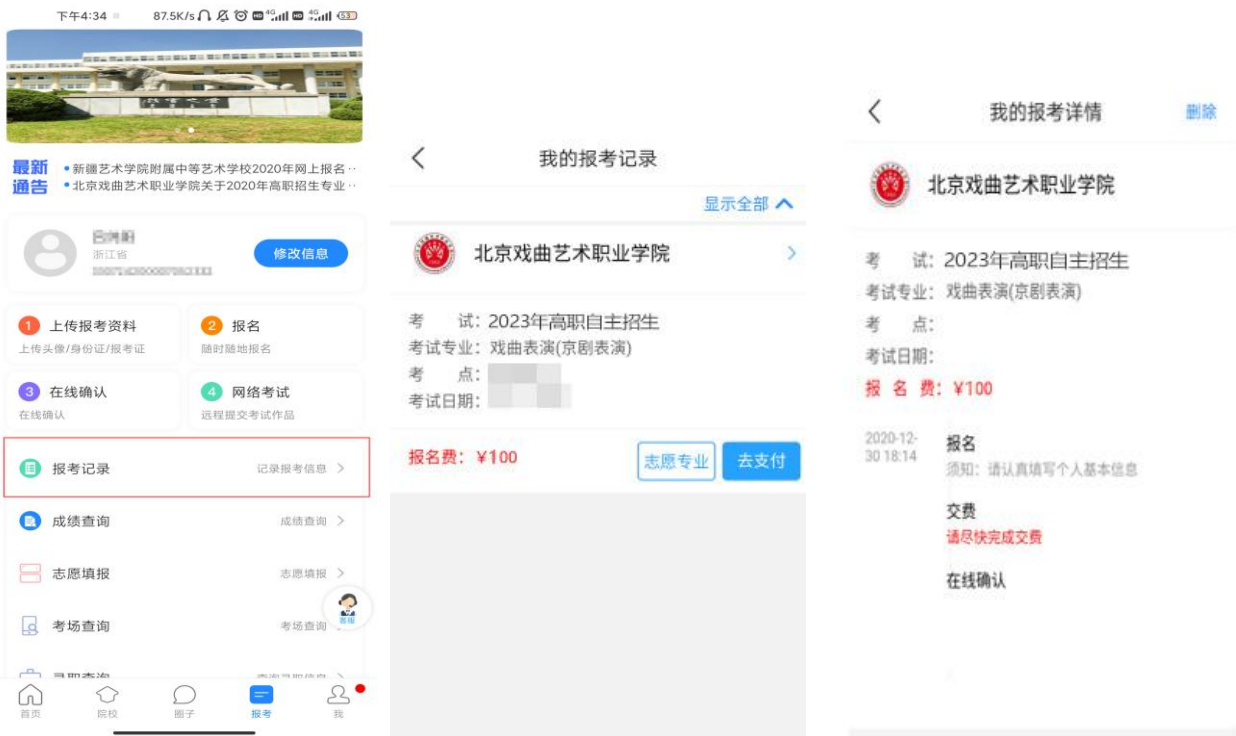 下午4:34
87.5K/s
HD
4G
HD
4G
53
最新
通告
新疆艺术学院附属中等艺术学校2020年网上报名··
北京戏曲艺术职业学院关于2020年高职招生专业··
浙江省
修改信息
1 上传报考资料
上传头像/身份证/报考证
2 报名
随时随地报名
3 在线确认
在线确认
4 网络考试
远程提交考试作品
报考记录
记录报考信息
成绩查询
成绩查询
志愿填报
志愿填报
考场查询
考场查询
客服
首页
院校
圈子
报考
我
我的报考记录
显示全部
北京戏曲艺术职业学院
考 试：2023年高职自主招生
考试专业：戏曲表演(京剧表演)
考 点：
考试日期：
报名费：¥100
志愿专业
去支付
我的报考详情
删除
北京戏曲艺术职业学院
考 试：2023年高职自主招生
考试专业：戏曲表演(京剧表演)
考 点：
考试日期：
报 名 费：¥100
2020-12-
30 18:14
报名
须知：请认真填写个人基本信息
交费
请尽快完成交费
在线确认